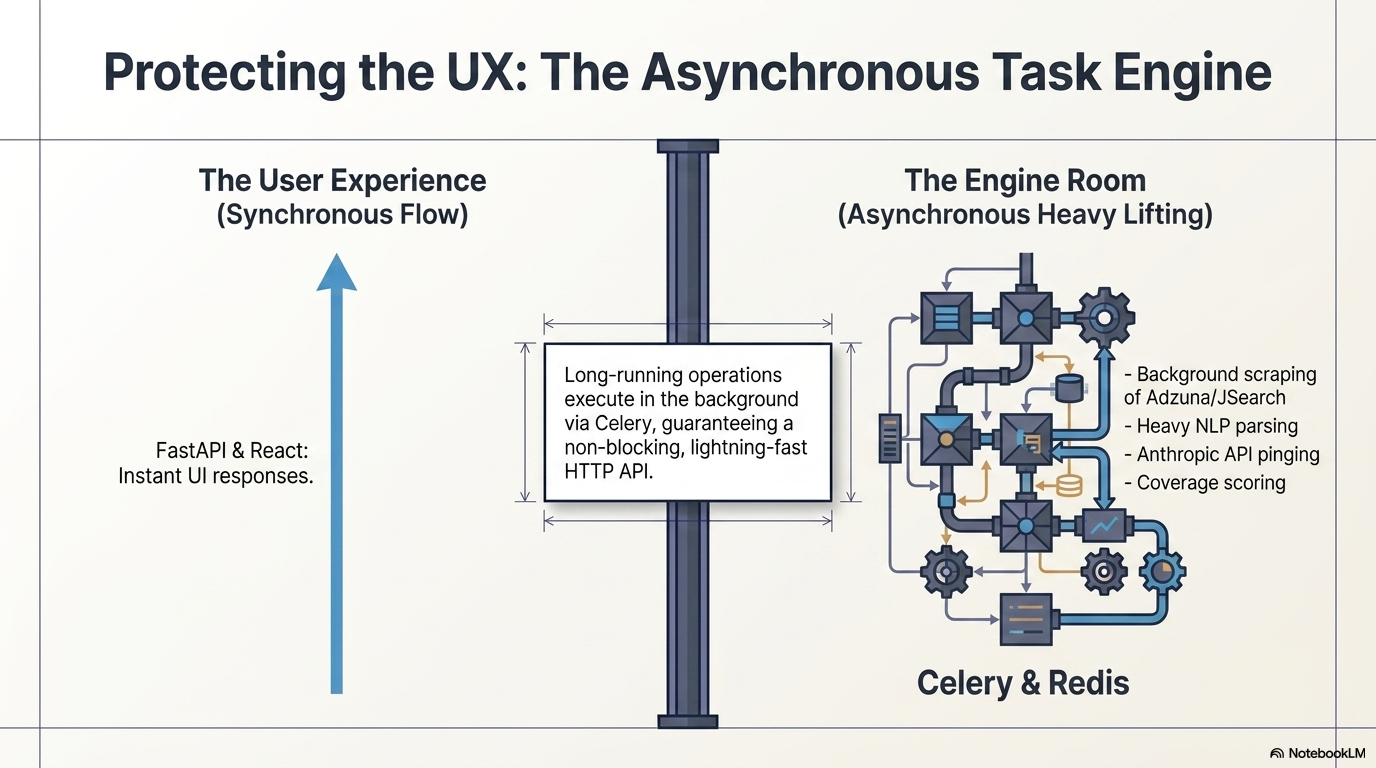 Protecting the UX: The Asynchronous Task Engine
The User Experience
(Synchronous Flow)
FastAPI & React:
Instant UI responses.
Long-running operations
execute in the background
via Celery, guaranteeing a
non-blocking, lightning-fast
HTTP API.
The Engine Room
(Asynchronous Heavy Lifting)
- Background scraping
of Adzuna/JSearch
- Heavy NLP parsing
- Anthropic API pinging
- Coverage scoring
Celery & Redis
NotebookLM